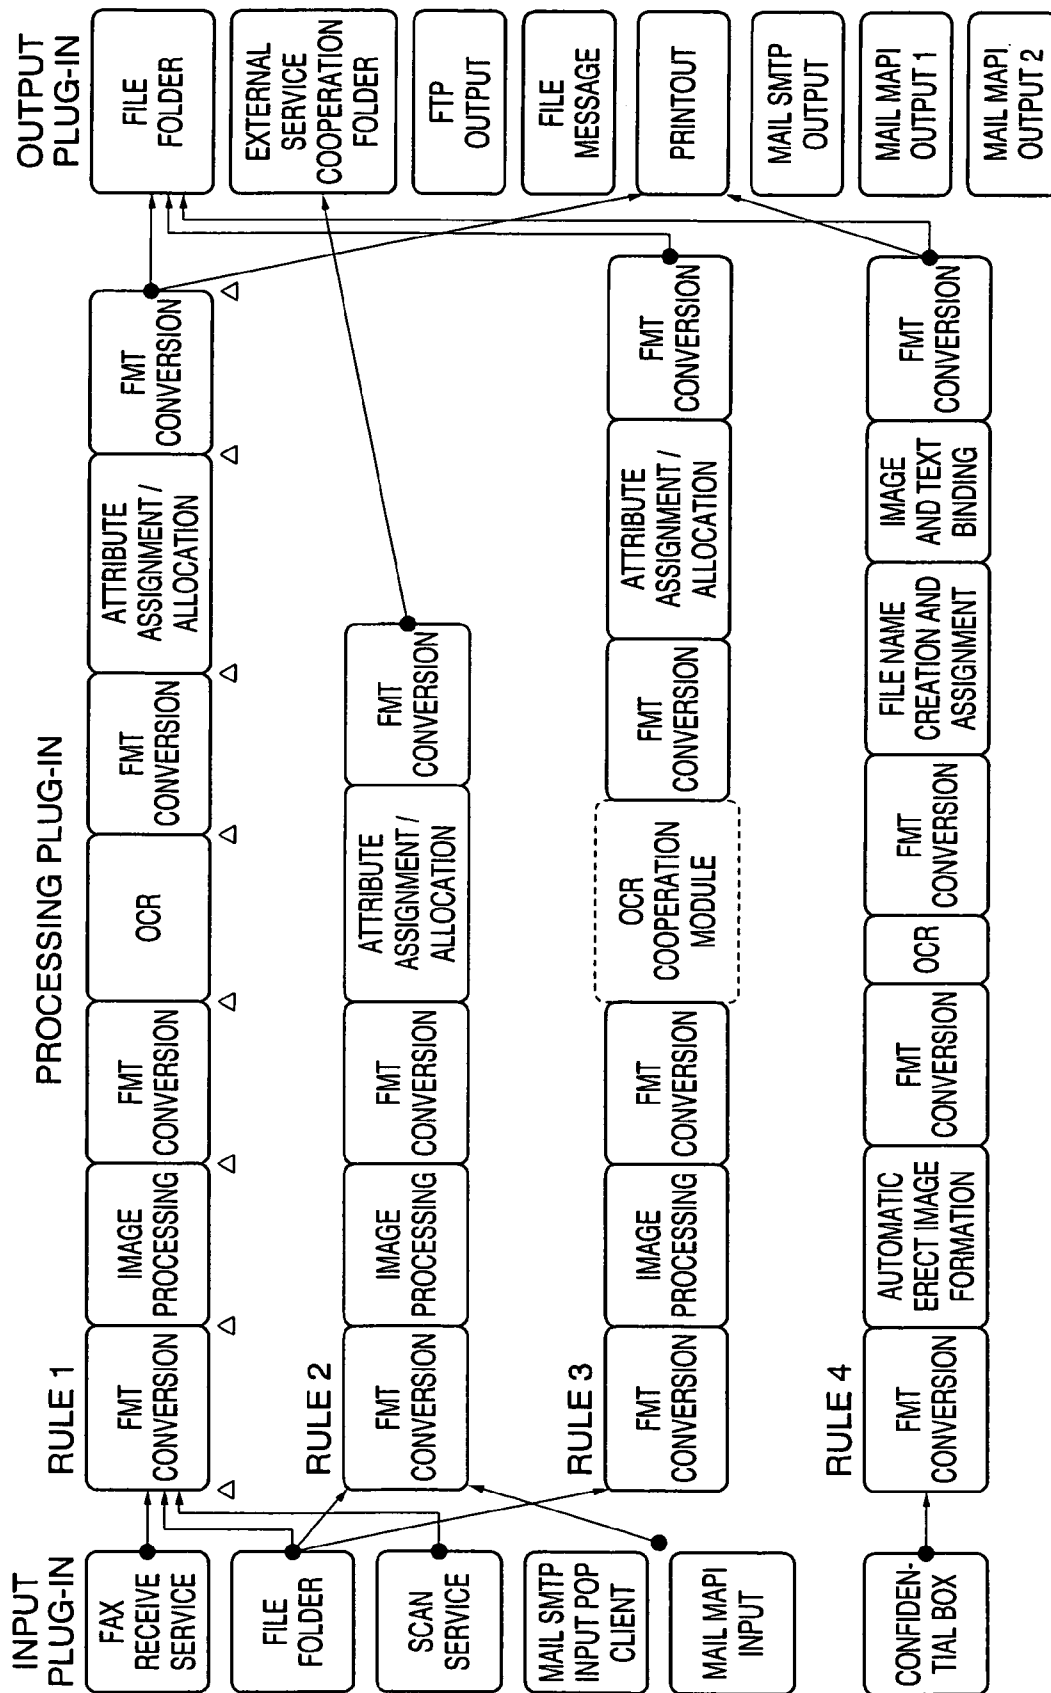 INPUT
PLUG-IN
PROCESSING PLUG-IN
OUTPUT
PLUG-IN
FAX
RECEIVE
SERVICE
FILE
FOLDER
SCAN
SERVICE
MAIL SMTP
INPUT POP
CLIENT
MAIL MAPI
INPUT
CONFIDEN-
TIAL BOX
RULE 1
FMT
CONVERSION
IMAGE
PROCESSING
FMT
CONVERSION
OCR
FMT
CONVERSION
ATTRIBUTE
ASSIGNMENT /
ALLOCATION
FMT
CONVERSION
RULE 2
FMT
CONVERSION
IMAGE
PROCESSING
FMT
CONVERSION
ATTRIBUTE
ASSIGNMENT /
ALLOCATION
FMT
CONVERSION
RULE 3
FMT
CONVERSION
IMAGE
PROCESSING
FMT
CONVERSION
OCR
COOPERATION
MODULE
FMT
CONVERSION
ATTRIBUTE
ASSIGNMENT /
ALLOCATION
FMT
CONVERSION
RULE 4
FMT
CONVERSION
AUTOMATIC
ERECT IMAGE
FORMATION
FMT
CONVERSION
OCR
FMT
CONVERSION
FILE NAME
CREATION AND
ASSIGNMENT
IMAGE
AND TEXT
BINDING
FMT
CONVERSION
FILE
FOLDER
EXTERNAL
SERVICE
COOPERATION
FOLDER
FTP
OUTPUT
FILE
MESSAGE
PRINTOUT
MAIL SMTP
OUTPUT
MAIL MAPI
OUTPUT 1
MAIL MAPI
OUTPUT 2